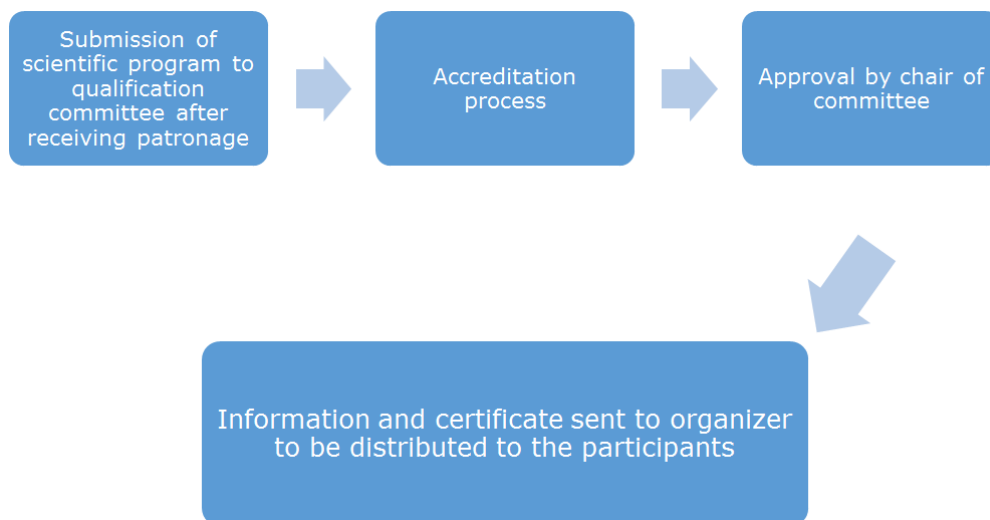 Submission of
scientific program to
qualification
committee after
receiving patronage
Accreditation
process
Approval by chair of
committee
Information and certificate sent to organizer
to be distributed to the participants